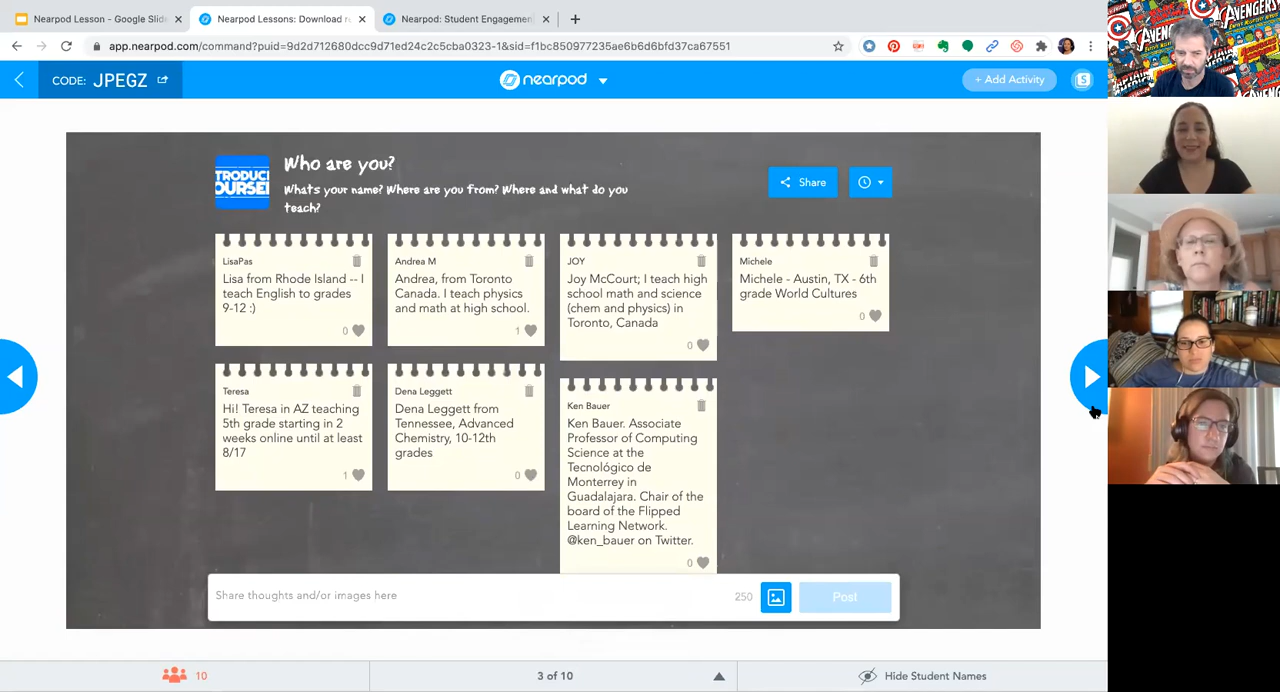 Nearpod Lesson - Google Slide
Nearpod Lessons: Download r
Nearpod: Student Engagemen
app.nearpod.com/command?puid=9d2d712680dcc9d71ed24c2c5cba0323-1&sid=f1bc850977235ae6b6d6bfd37ca67551
CODE: JPEGZ
nearpod
+ Add Activity
S
TRODUC
OURSEL
Who are you?
Whats your name? Where are you from? Where and what do you
teach?
Share
LisaPas
Lisa from Rhode Island -- I
teach English to grades
9-12 :)
0
Andrea M
Andrea, from Toronto
Canada. I teach physics
and math at high school.
1
JOY
Joy McCourt; I teach high
school math and science
(chem and physics) in
Toronto, Canada
0
Michele
Michele - Austin, TX - 6th
grade World Cultures
0
Teresa
Hi! Teresa in AZ teaching
5th grade starting in 2
weeks online until at least
8/17
1
Dena Leggett
Dena Leggett from
Tennessee, Advanced
Chemistry, 10-12th
grades
0
Ken Bauer
Ken Bauer. Associate
Professor of Computing
Science at the
Tecnológico de
Monterrey in
Guadalajara. Chair of the
board of the Flipped
Learning Network.
@ken_bauer on Twitter.
0
Share thoughts and/or images here
250
Post
10
3 of 10
Hide Student Names
AVENGERS